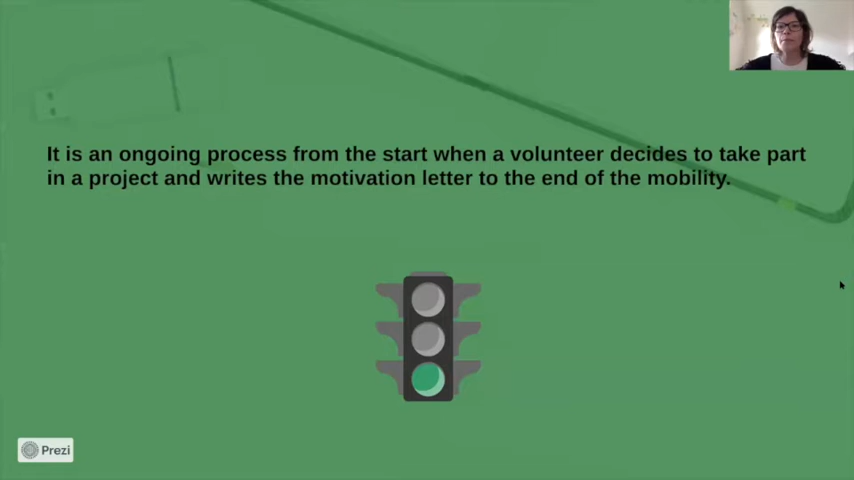 It is an ongoing process from the start when a volunteer decides to take part
in a project and writes the motivation letter to the end of the mobility.
Prezi